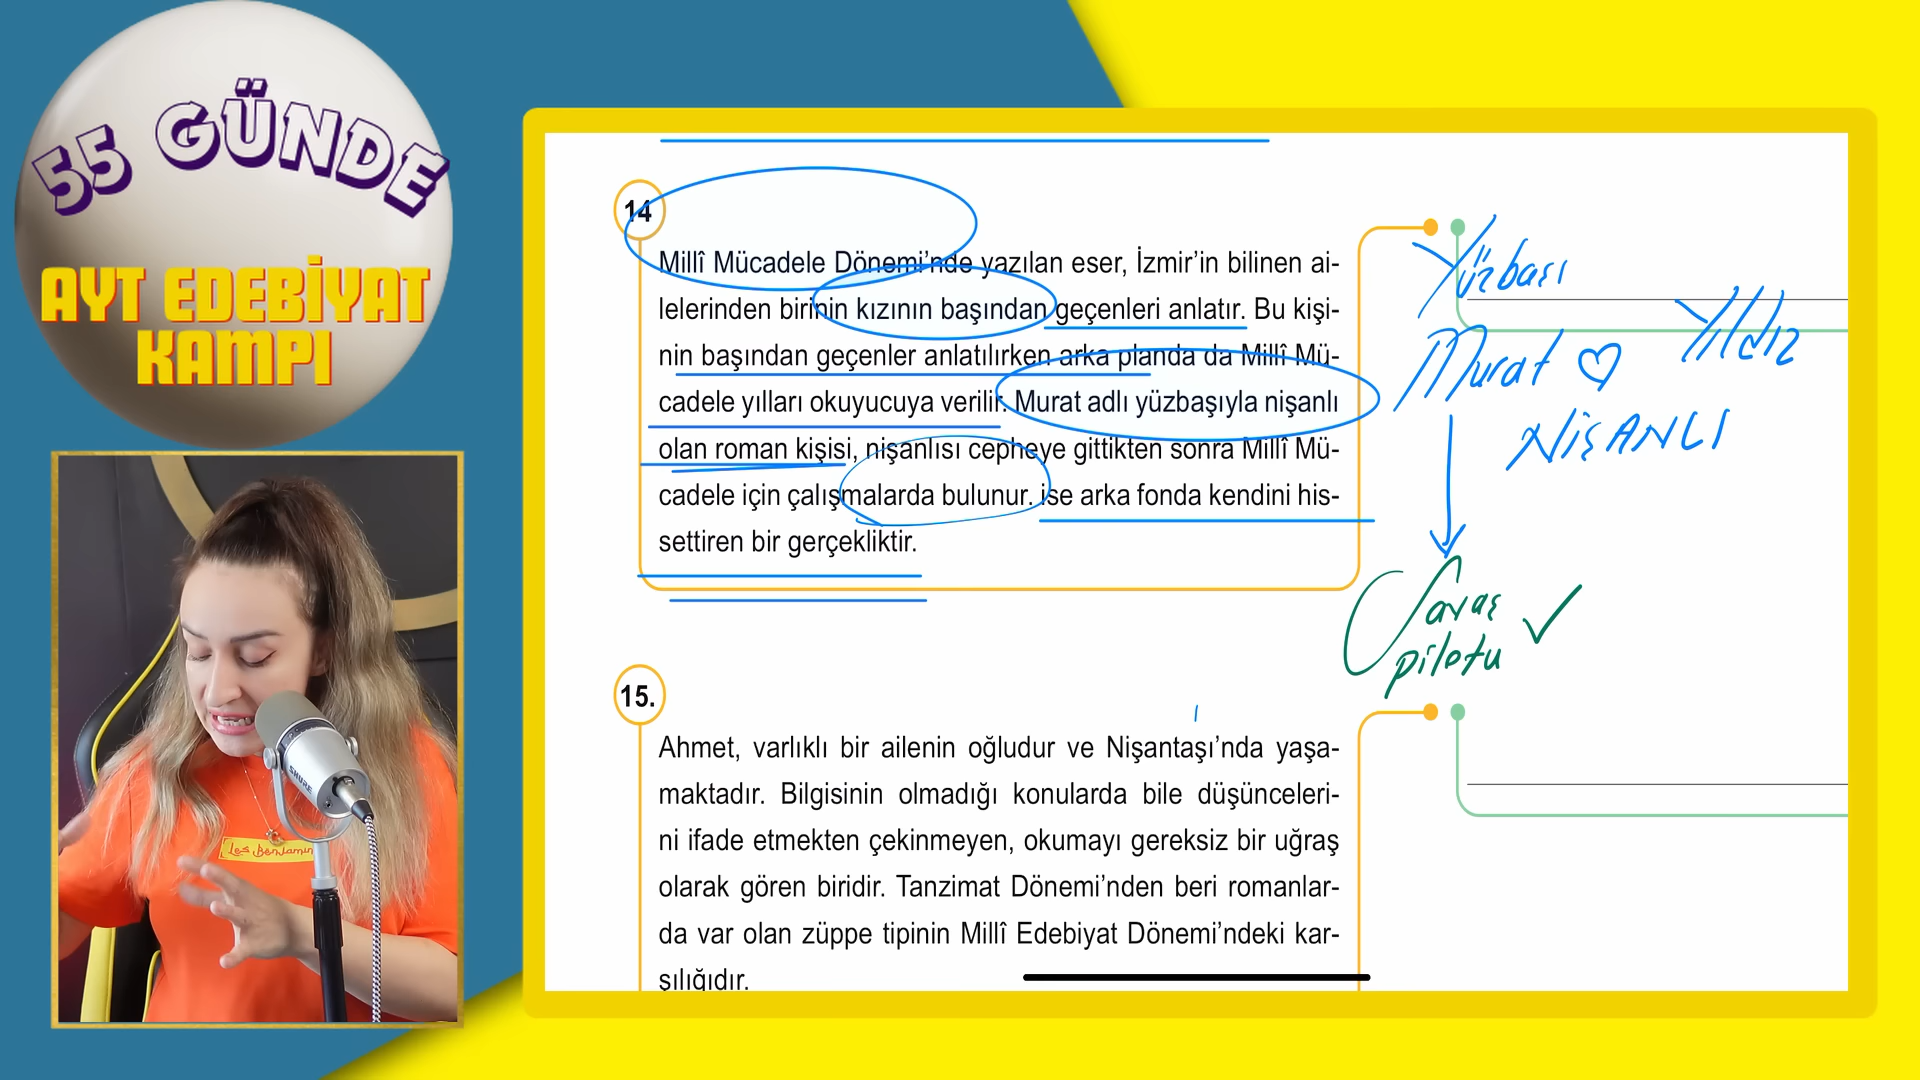 55 GÜNDE
AYT EDEBİYAT
KAMPI
14
Millî Mücadele Dönemi’nde yazılan eser, İzmir’in bilinen ai-
lelerinden birinin kızının başından geçenleri anlatır. Bu kişi-
nin başından geçenler anlatılırken arka planda da Millî Mü-
cadele yılları okuyucuya verilir. Murat adlı yüzbaşıyla nişanlı
olan roman kişisi, nişanlısı cepheye gittikten sonra Millî Mü-
cadele için çalışmalarda bulunur. ise arka fonda kendini his-
settiren bir gerçekliktir.
Yüzbaşı
Murat Yıldız
NİŞANLI
Savaş
pilotu
15.
Ahmet, varlıklı bir ailenin oğludur ve Nişantaşı’nda yaşa-
maktadır. Bilgisinin olmadığı konularda bile düşünceleri-
ni ifade etmekten çekinmeyen, okumayı gereksiz bir uğraş
olarak gören biridir. Tanzimat Dönemi’nden beri romanlar-
da var olan züppe tipinin Millî Edebiyat Dönemi’ndeki kar-
şılığıdır.
SHURE
Les Benjamins